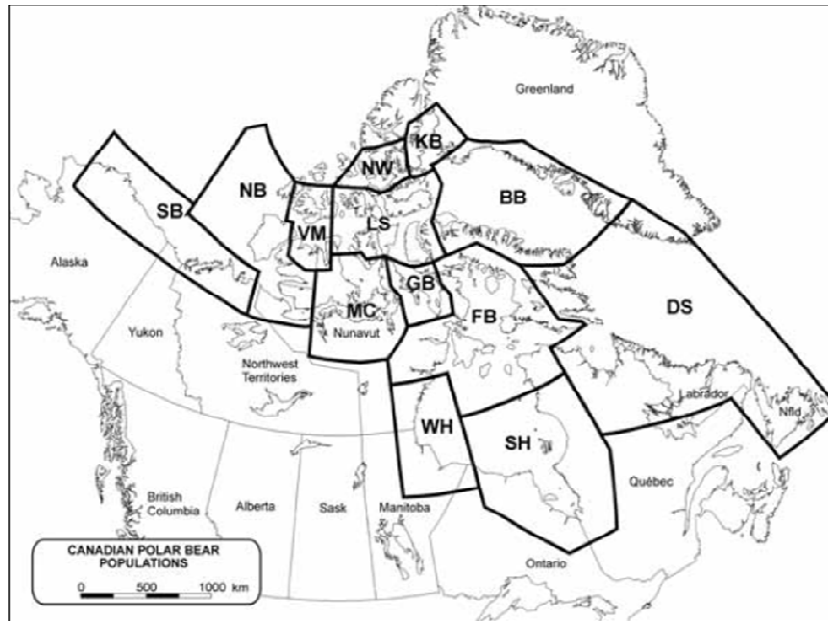 Greenland
KB
NW
NB
BB
SB
LS
VM
Alaska
GB
MC
DS
FB
Yukon
Nunavut
Northwest
Territories
Labrador
Nfld
WH
SH
Québec
British
Columbia
Alberta
Sask
Manitoba
CANADIAN POLAR BEAR
POPULATIONS
Ontario
0 500 1000 km